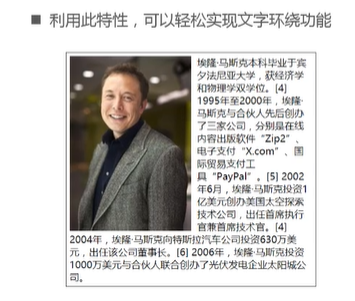 利用此特性，可以轻松实现文字环绕功能
埃隆·马斯克本科毕业于宾
夕法尼亚大学，获经济学
和物理学双学位。[4]
1995年至2000年，埃隆·
马斯克与合伙人先后创办
了三家公司，分别是在线
内容出版软件“Zip2”、
电子支付“X.com”、国
际贸易支付工
具“PayPal”。[5] 2002
年6月，埃隆·马斯克投资1
亿美元创办美国太空探索
技术公司，出任首席执行
官兼首席技术官。[4]
2004年，埃隆·马斯克向特斯拉汽车公司投资630万美
元，出任该公司董事长。[6] 2006年，埃隆·马斯克投资
1000万美元与合伙人联合创办了光伏发电企业太阳城公
司。